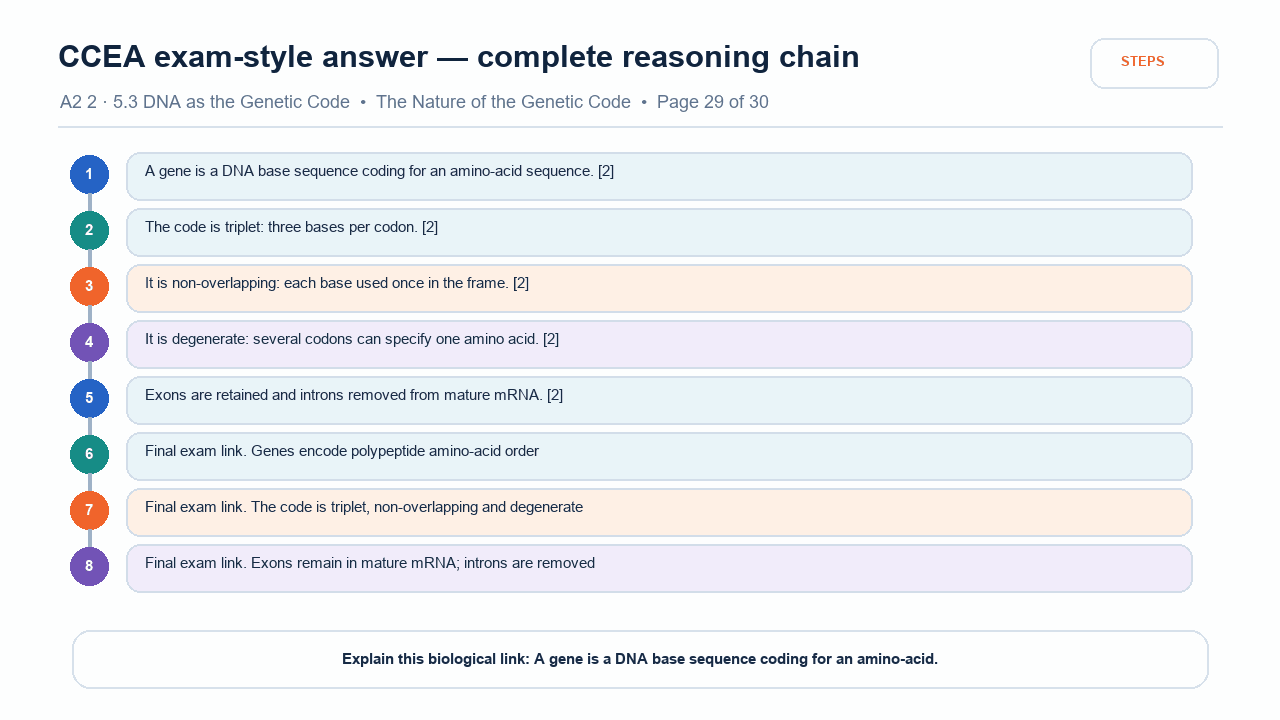 CCEA exam-style answer — complete reasoning chain
STEPS
A2 2 · 5.3 DNA as the Genetic Code • The Nature of the Genetic Code • Page 29 of 30
1
A gene is a DNA base sequence coding for an amino-acid sequence. [2]
2
The code is triplet: three bases per codon. [2]
3
It is non-overlapping: each base used once in the frame. [2]
4
It is degenerate: several codons can specify one amino acid. [2]
5
Exons are retained and introns removed from mature mRNA. [2]
6
Final exam link. Genes encode polypeptide amino-acid order
7
Final exam link. The code is triplet, non-overlapping and degenerate
8
Final exam link. Exons remain in mature mRNA; introns are removed
Explain this biological link: A gene is a DNA base sequence coding for an amino-acid.